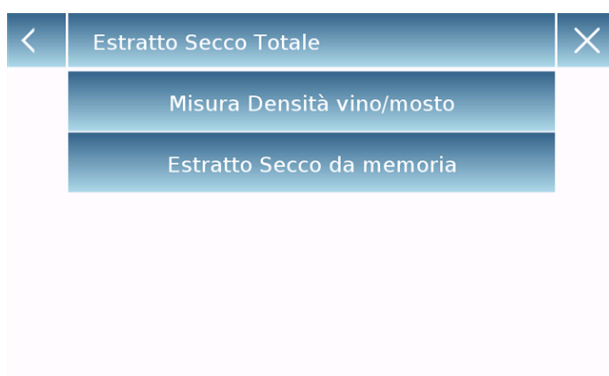 Estratto Secco Totale
Misura Densità vino/mosto
Estratto Secco da memoria